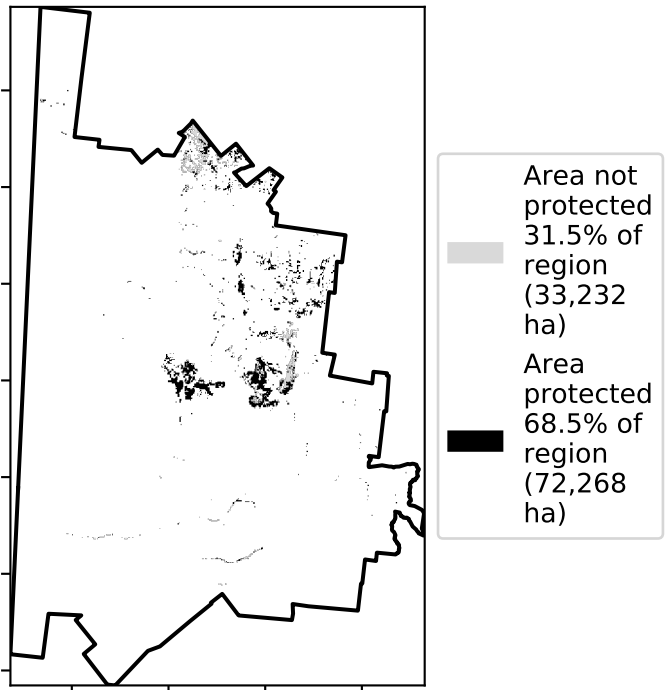 Area not
protected
31.5% of
region
(33,232
ha)
Area
protected
68.5% of
region
(72,268
ha)